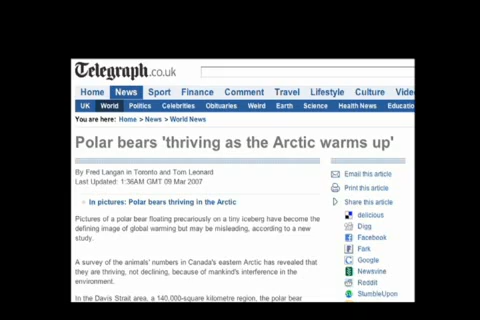 Telegraph.co.uk
Home News Sport Finance Comment Travel Lifestyle Culture Vide
UK World Politics Celebrities Obituaries Weird Earth Science Health News Educatio
You are here: Home > News > World News
Polar bears 'thriving as the Arctic warms up'
By Fred Langan in Toronto and Tom Leonard
Last Updated: 1:36AM GMT 09 Mar 2007
In pictures: Polar bears thriving in the Arctic
Pictures of a polar bear floating precariously on a tiny iceberg have become the
defining image of global warming but may be misleading, according to a new
study.
A survey of the animals' numbers in Canada's eastern Arctic has revealed that
they are thriving, not declining, because of mankind's interference in the
environment.
In the Davis Strait area, a 140,000-square kilometre region, the polar bear
Email this article
Print this article
Share this article
delicious
Digg
Facebook
Fark
Google
Newsvine
Reddit
StumbleUpon